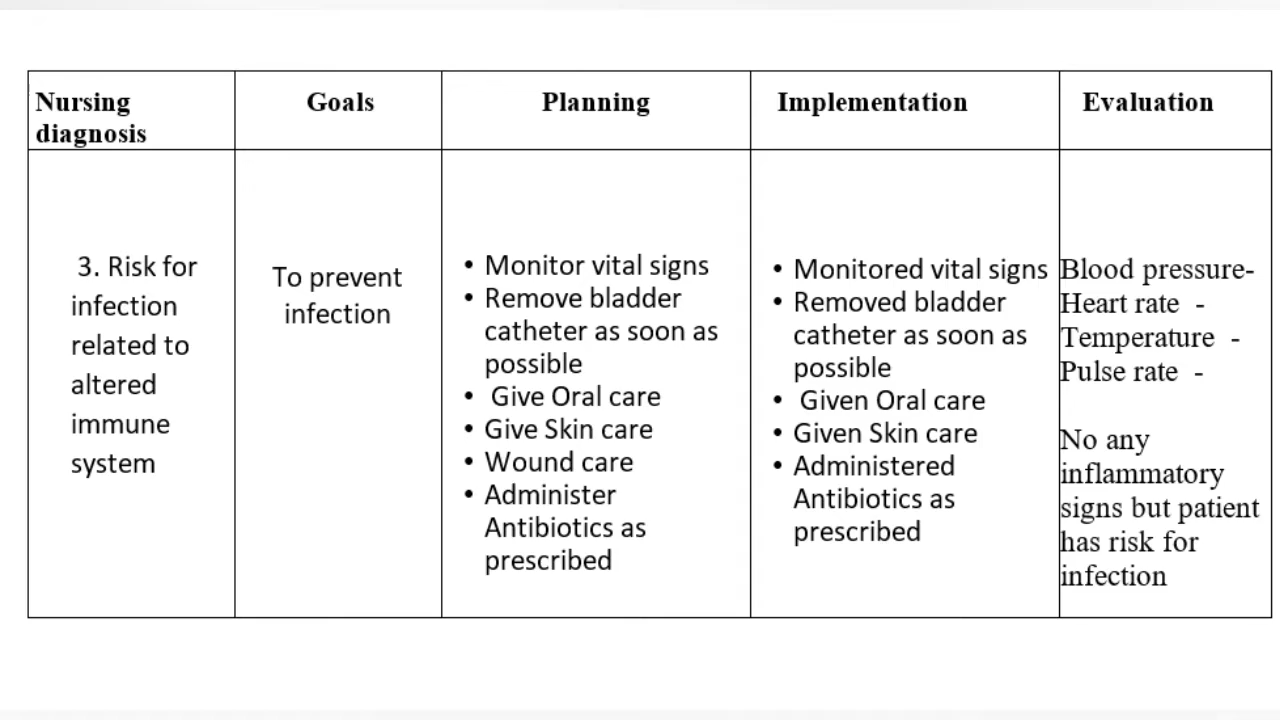 Nursing
diagnosis
Goals
Planning
Implementation
Evaluation
3. Risk for
infection
related to
altered
immune
system
To prevent
infection
• Monitor vital signs
• Remove bladder
catheter as soon as
possible
• Give Oral care
• Give Skin care
• Wound care
• Administer
Antibiotics as
prescribed
• Monitored vital signs
• Removed bladder
catheter as soon as
possible
• Given Oral care
• Given Skin care
• Administered
Antibiotics as
prescribed
Blood pressure-
Heart rate -
Temperature -
Pulse rate -
No any
inflammatory
signs but patient
has risk for
infection